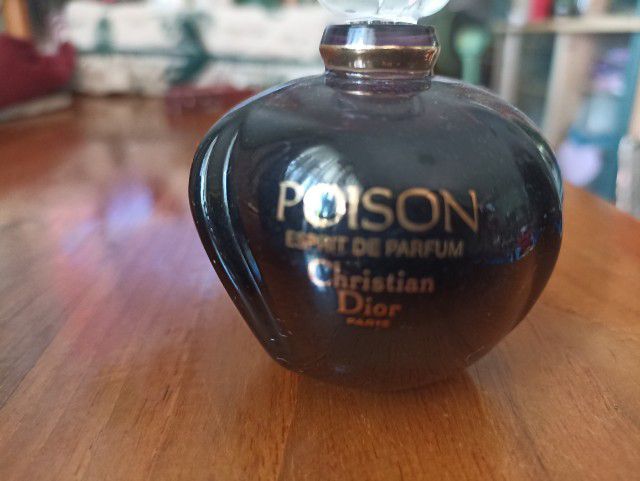 POISON
ESPRIT DE PARFUM
Christian
Dior
PARIS